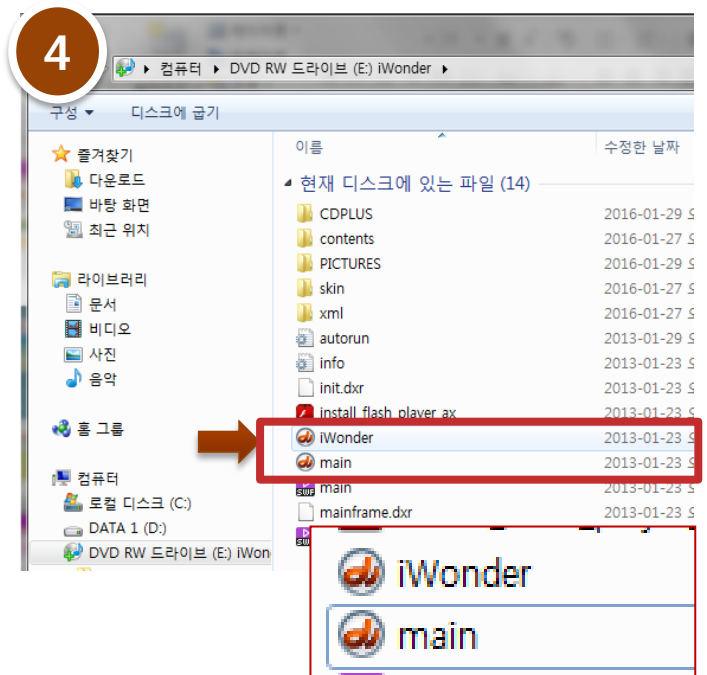 4
컴퓨터 ▸ DVD RW 드라이브 (E:) iWonder ▸
구성 ▾ 디스크에 굽기
즐겨찾기
다운로드
바탕 화면
최근 위치
라이브러리
문서
비디오
사진
음악
홈 그룹
컴퓨터
로컬 디스크 (C:)
DATA 1 (D:)
DVD RW 드라이브 (E:) iWon
이름 수정한 날짜
현재 디스크에 있는 파일 (14)
CDPLUS 2016-01-29
contents 2016-01-27
PICTURES 2016-01-29
skin 2016-01-27
xml 2016-01-27
autorun 2013-01-29
info 2013-01-23
init.dxr 2013-01-23
install_flash_player_ax 2013-01-23
iWonder 2013-01-23
main 2013-01-23
main 2013-01-23
mainframe.dxr 2013-01-23
iWonder
main